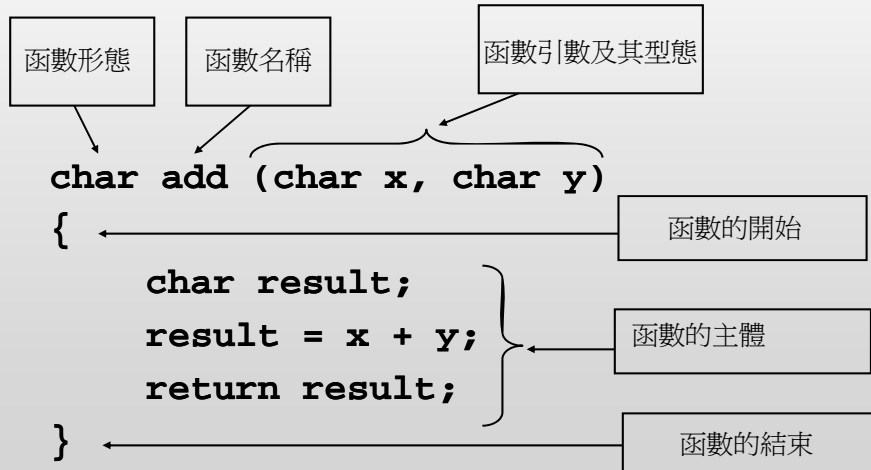 函數形態
函數名稱
函數引數及其型態
char add (char x, char y)
{
函數的開始
char result;
result = x + y;
return result;
函數的主體
}
函數的結束